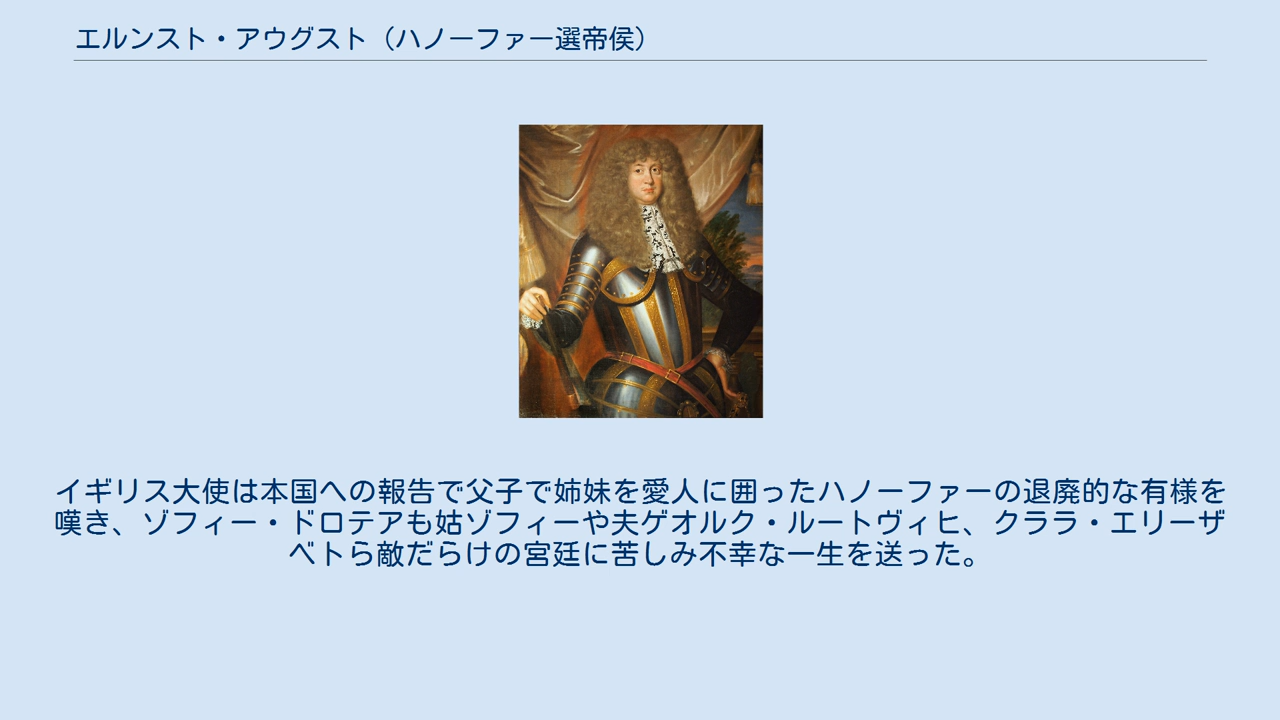 エルンスト・アウグスト（ハノーファー選帝侯）
イギリス大使は本国への報告で父子で姉妹を愛人に囲ったハノーファーの退廃的な有様を
嘆き、ゾフィー・ドロテアも姑ゾフィーや夫ゲオルク・ルートヴィヒ、クララ・エリーザ
ベトら敵だらけの宮廷に苦しみ不幸な一生を送った。